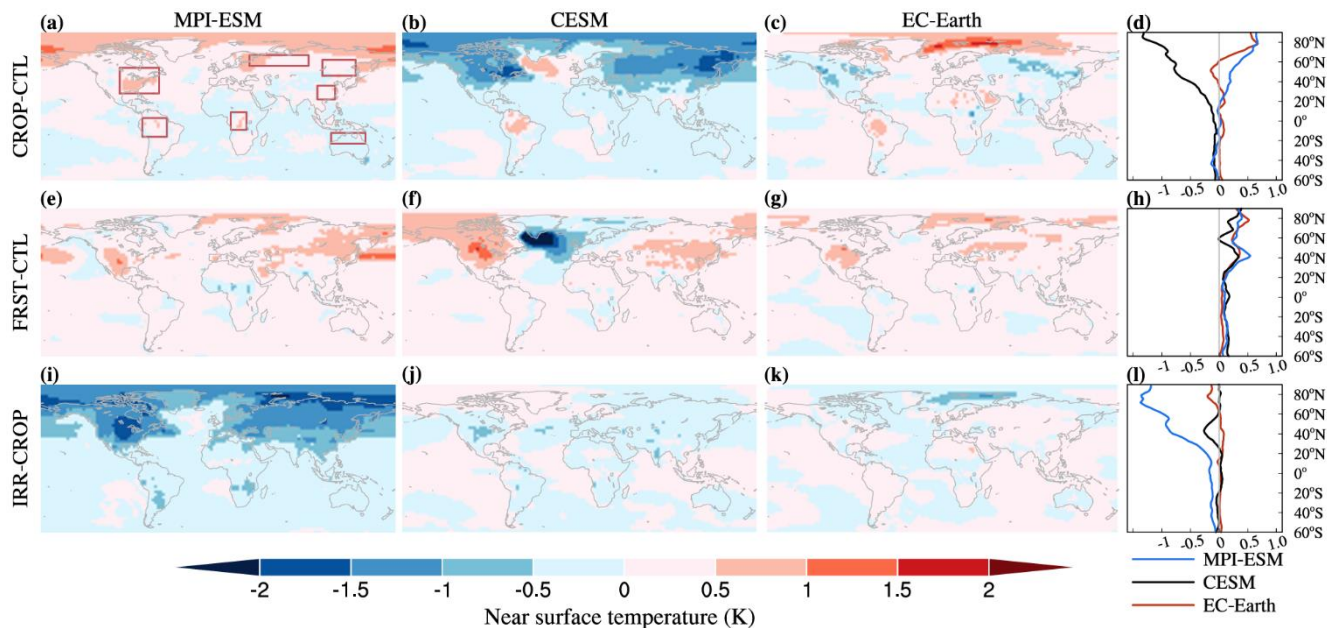 MPI-ESM
CESM
EC-Earth
(a)
(b)
(c)
(d)
CROP-CTL
80°N
60°N
40°N
20°N
0°
20°S
40°S
60°S
-1 -0.5 0 0.5 1.0
(e)
(f)
(g)
(h)
FRST-CTL
80°N
60°N
40°N
20°N
0°
20°S
40°S
60°S
-1 -0.5 0 0.5 1.0
(i)
(j)
(k)
(l)
IRR-CROP
80°N
60°N
40°N
20°N
0°
20°S
40°S
60°S
-1 -0.5 0 0.5 1.0
-2 -1.5 -1 -0.5 0 0.5 1 1.5 2
Near surface temperature (K)
MPI-ESM
CESM
EC-Earth